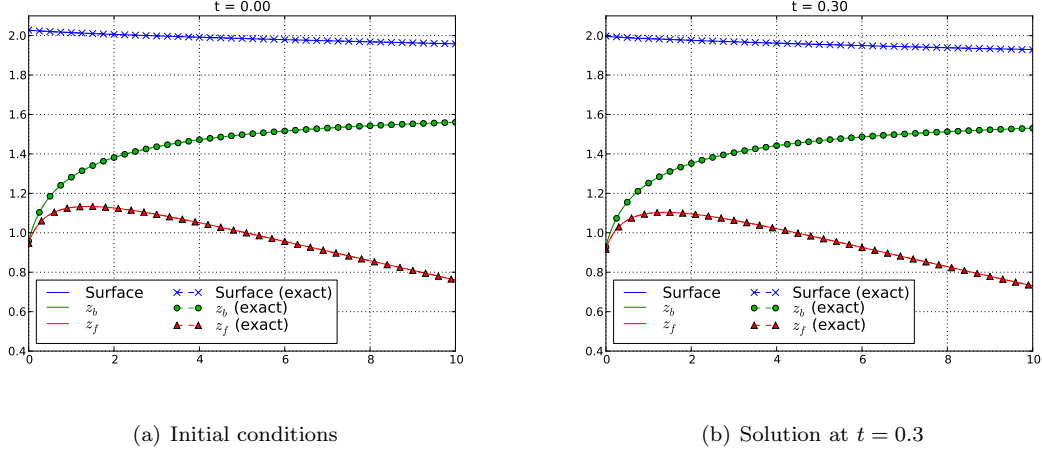 t = 0.00
2.0
1.8
1.6
1.4
1.2
1.0
0.8
0.6
0.4
0 2 4 6 8 10
Surface Surface (exact)
z_b z_b (exact)
z_f z_f (exact)
(a) Initial conditions
t = 0.30
2.0
1.8
1.6
1.4
1.2
1.0
0.8
0.6
0.4
0 2 4 6 8 10
Surface Surface (exact)
z_b z_b (exact)
z_f z_f (exact)
(b) Solution at t = 0.3